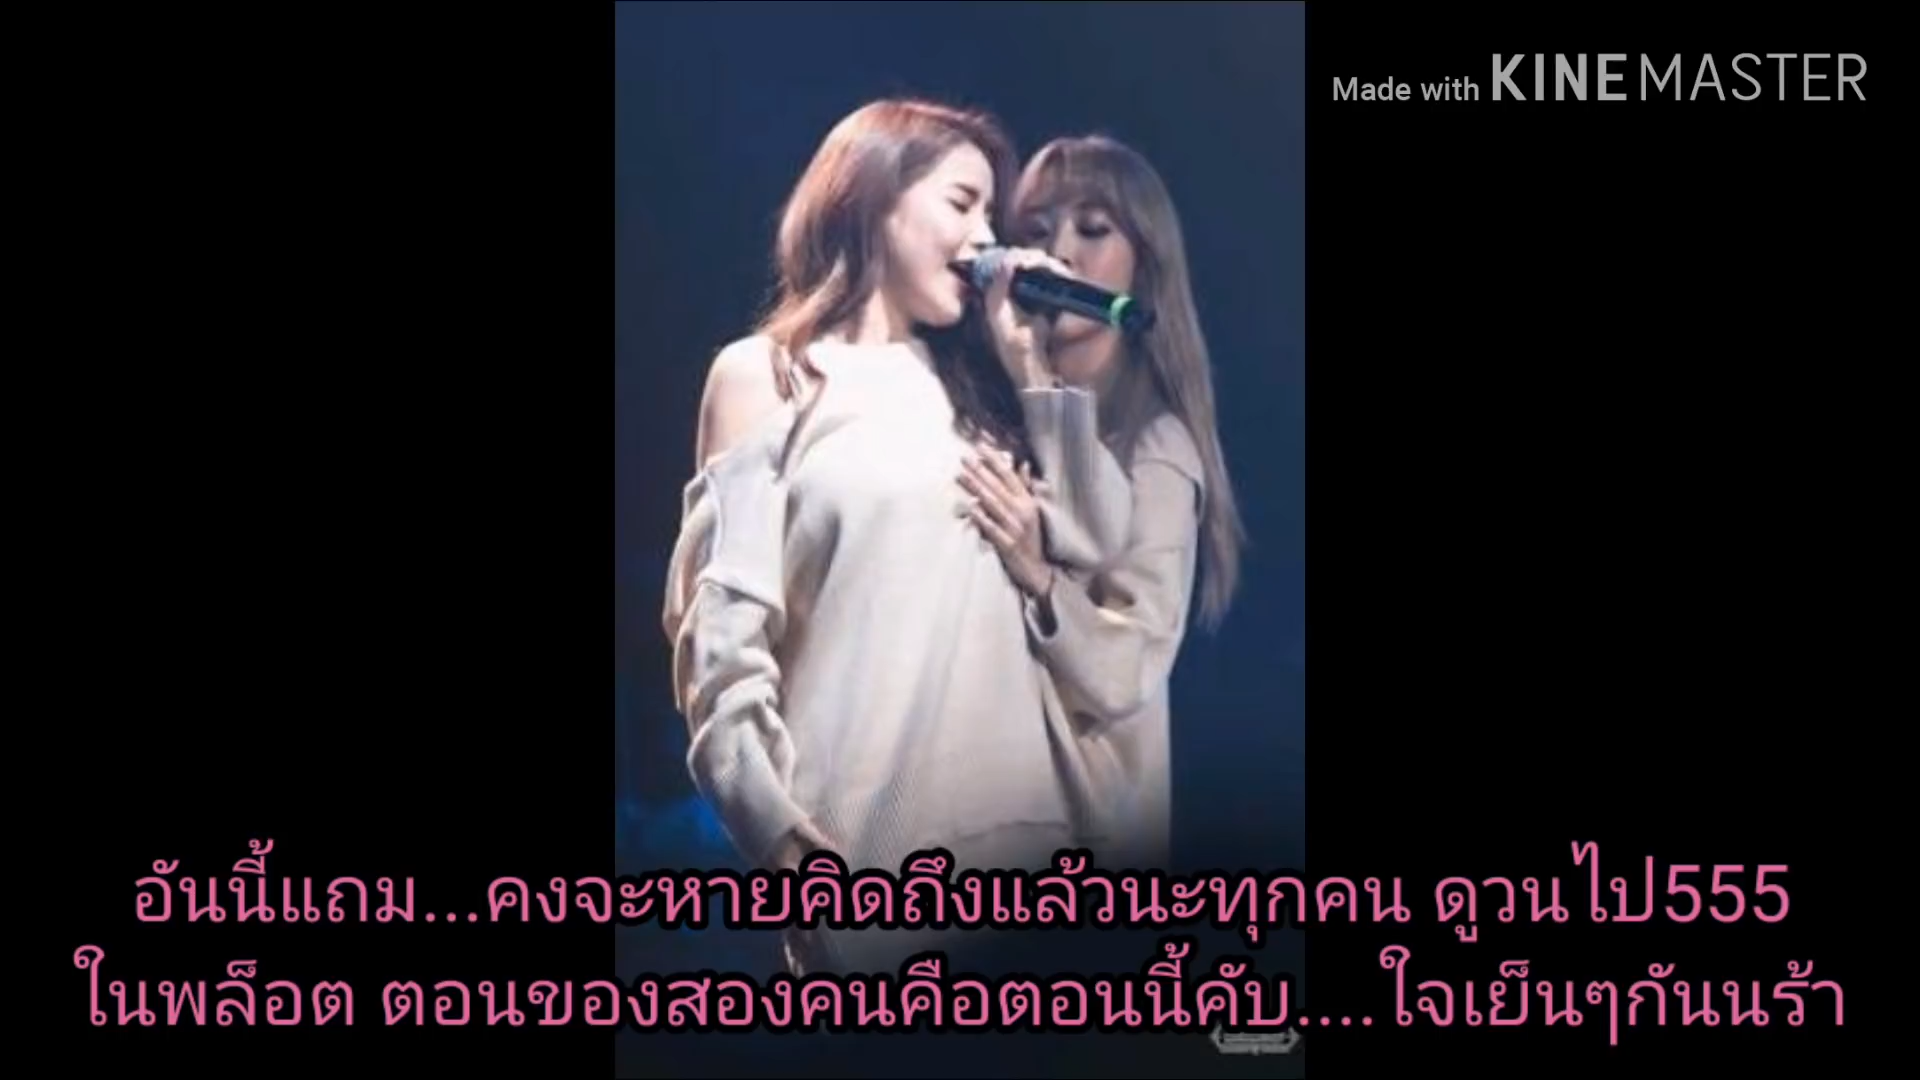 Made with KINEMASTER
อันนี้แถม...คงจะหายคิดถึงแล้วนะทุกคน ดูวนไป555
ในพล็อต ตอนของสองคนคือตอนนี้คับ....ใจเย็นๆกันนร้า